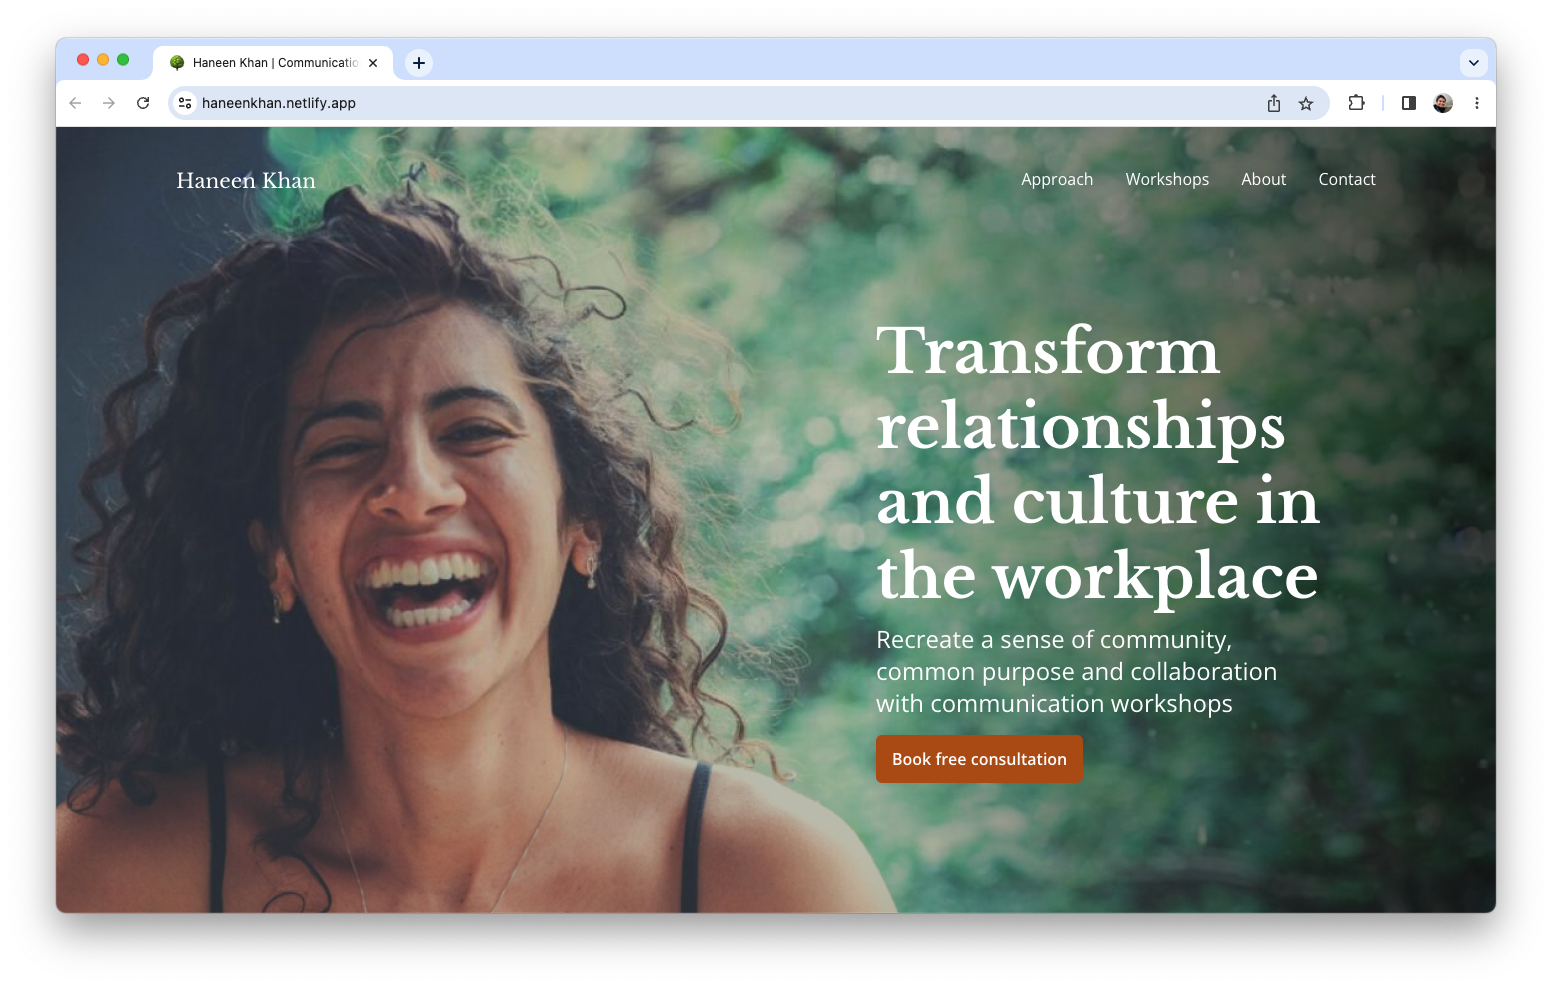 Haneen Khan | Communicatio
haneenkhan.netlify.app
Haneen Khan
Approach Workshops About Contact
Transform
relationships
and culture in
the workplace
Recreate a sense of community,
common purpose and collaboration
with communication workshops
Book free consultation